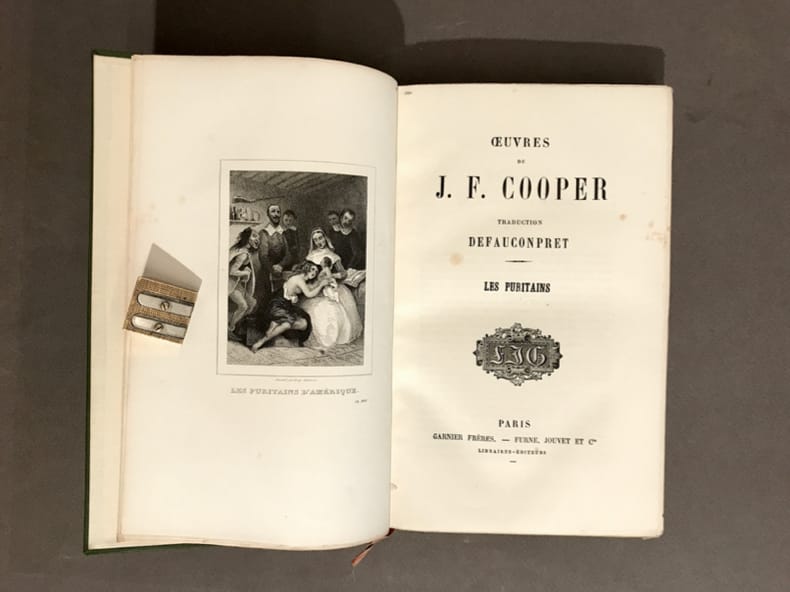 LES PURITAINS D'AMÉRIQUE.
ŒUVRES
DE
J. F. COOPER
TRADUCTION
DEFAUCONPRET
LES PURITAINS
FJG
PARIS
GARNIER FRÈRES. — FURNE, JOUVET ET Cie
LIBRAIRES-ÉDITEURS